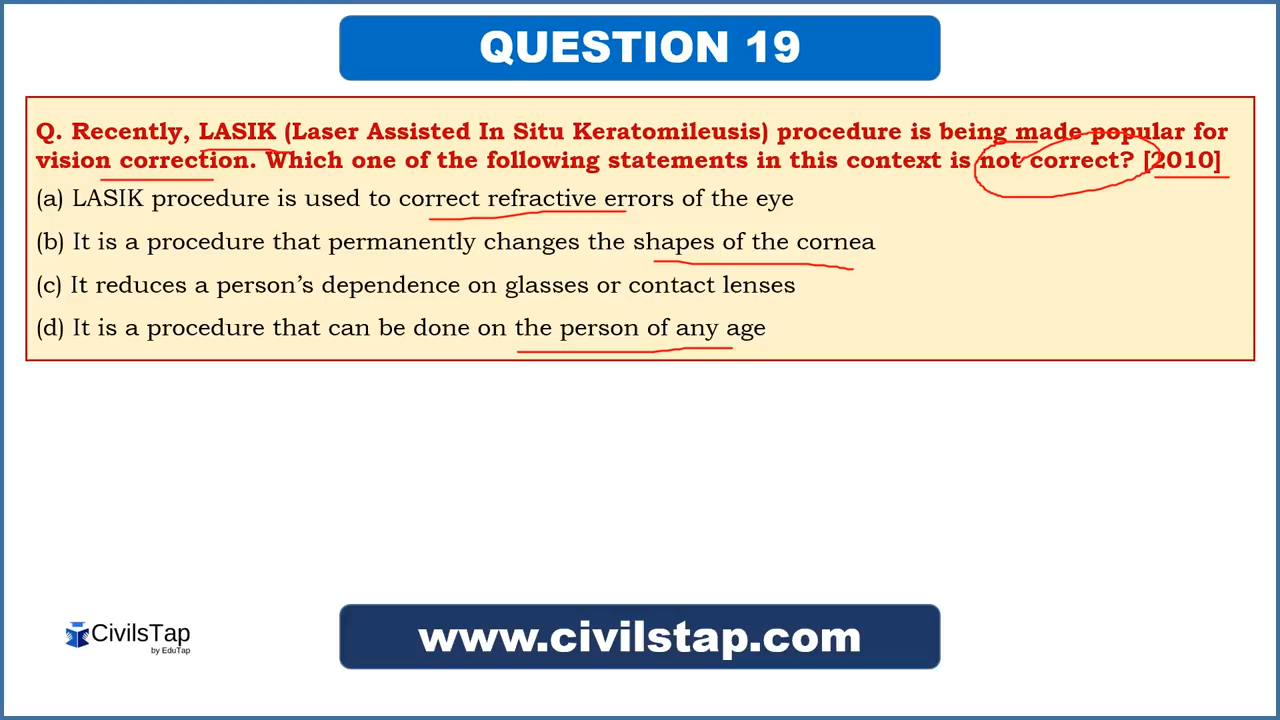 QUESTION 19
Q. Recently, LASIK (Laser Assisted In Situ Keratomileusis) procedure is being made popular for
vision correction. Which one of the following statements in this context is not correct? [2010]
(a) LASIK procedure is used to correct refractive errors of the eye
(b) It is a procedure that permanently changes the shapes of the cornea
(c) It reduces a person’s dependence on glasses or contact lenses
(d) It is a procedure that can be done on the person of any age
CivilsTap
by EduTap
www.civilstap.com